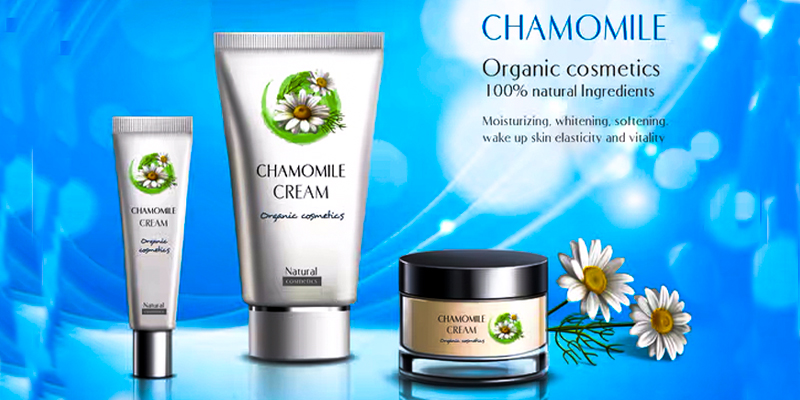 CHAMOMILE
Organic cosmetics
100% natural Ingredients
Moisturizing, whitening, softening,
wake up skin elasticity and vitality
CHAMOMILE
CREAM
Organic
cosmetics
Natural
CHAMOMILE
CREAM
Organic cosmetics
Natural
cosmetics
CHAMOMILE
CREAM
Organic cosmetics